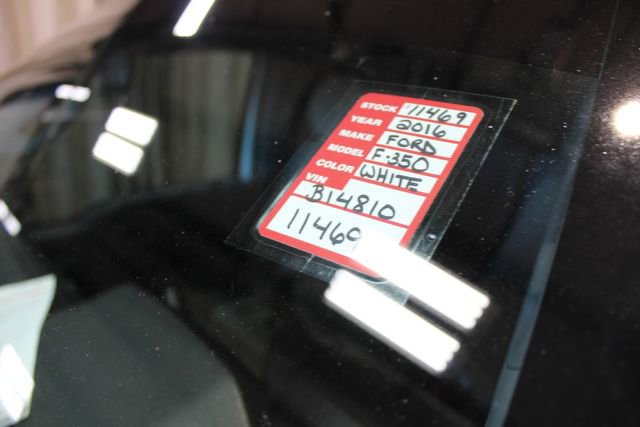 STOCK 11469
YEAR 2016
MAKE FORD
MODEL F-350
COLOR WHITE
VIN
B14810
11469